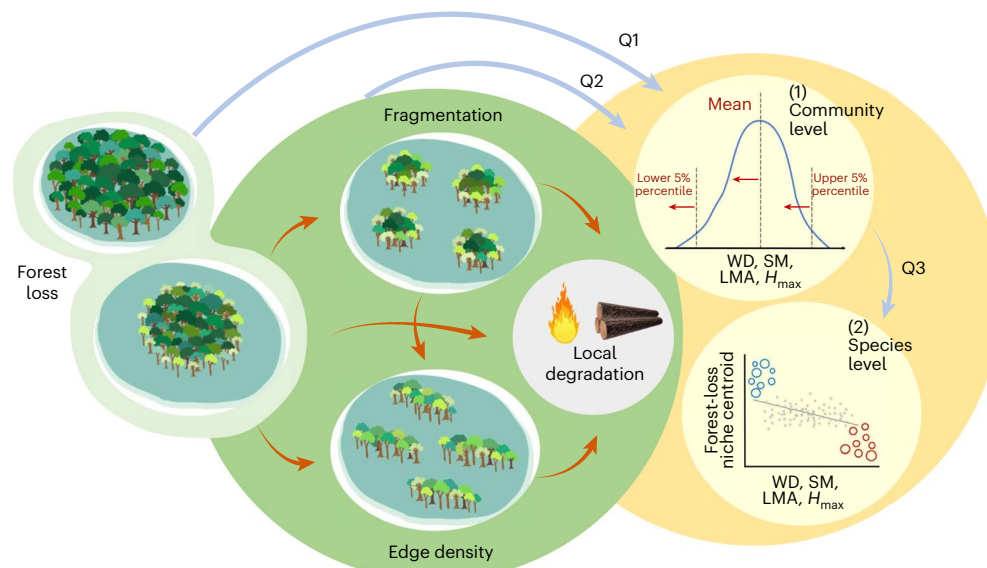 Q1
Q2
Fragmentation
(1)
Community
level
Mean
Lower 5%
percentile
Upper 5%
percentile
WD, SM,
LMA, Hmax
Forest
loss
Q3
Local
degradation
(2)
Species
level
Forest-loss
niche centroid
WD, SM,
LMA, Hmax
Edge density